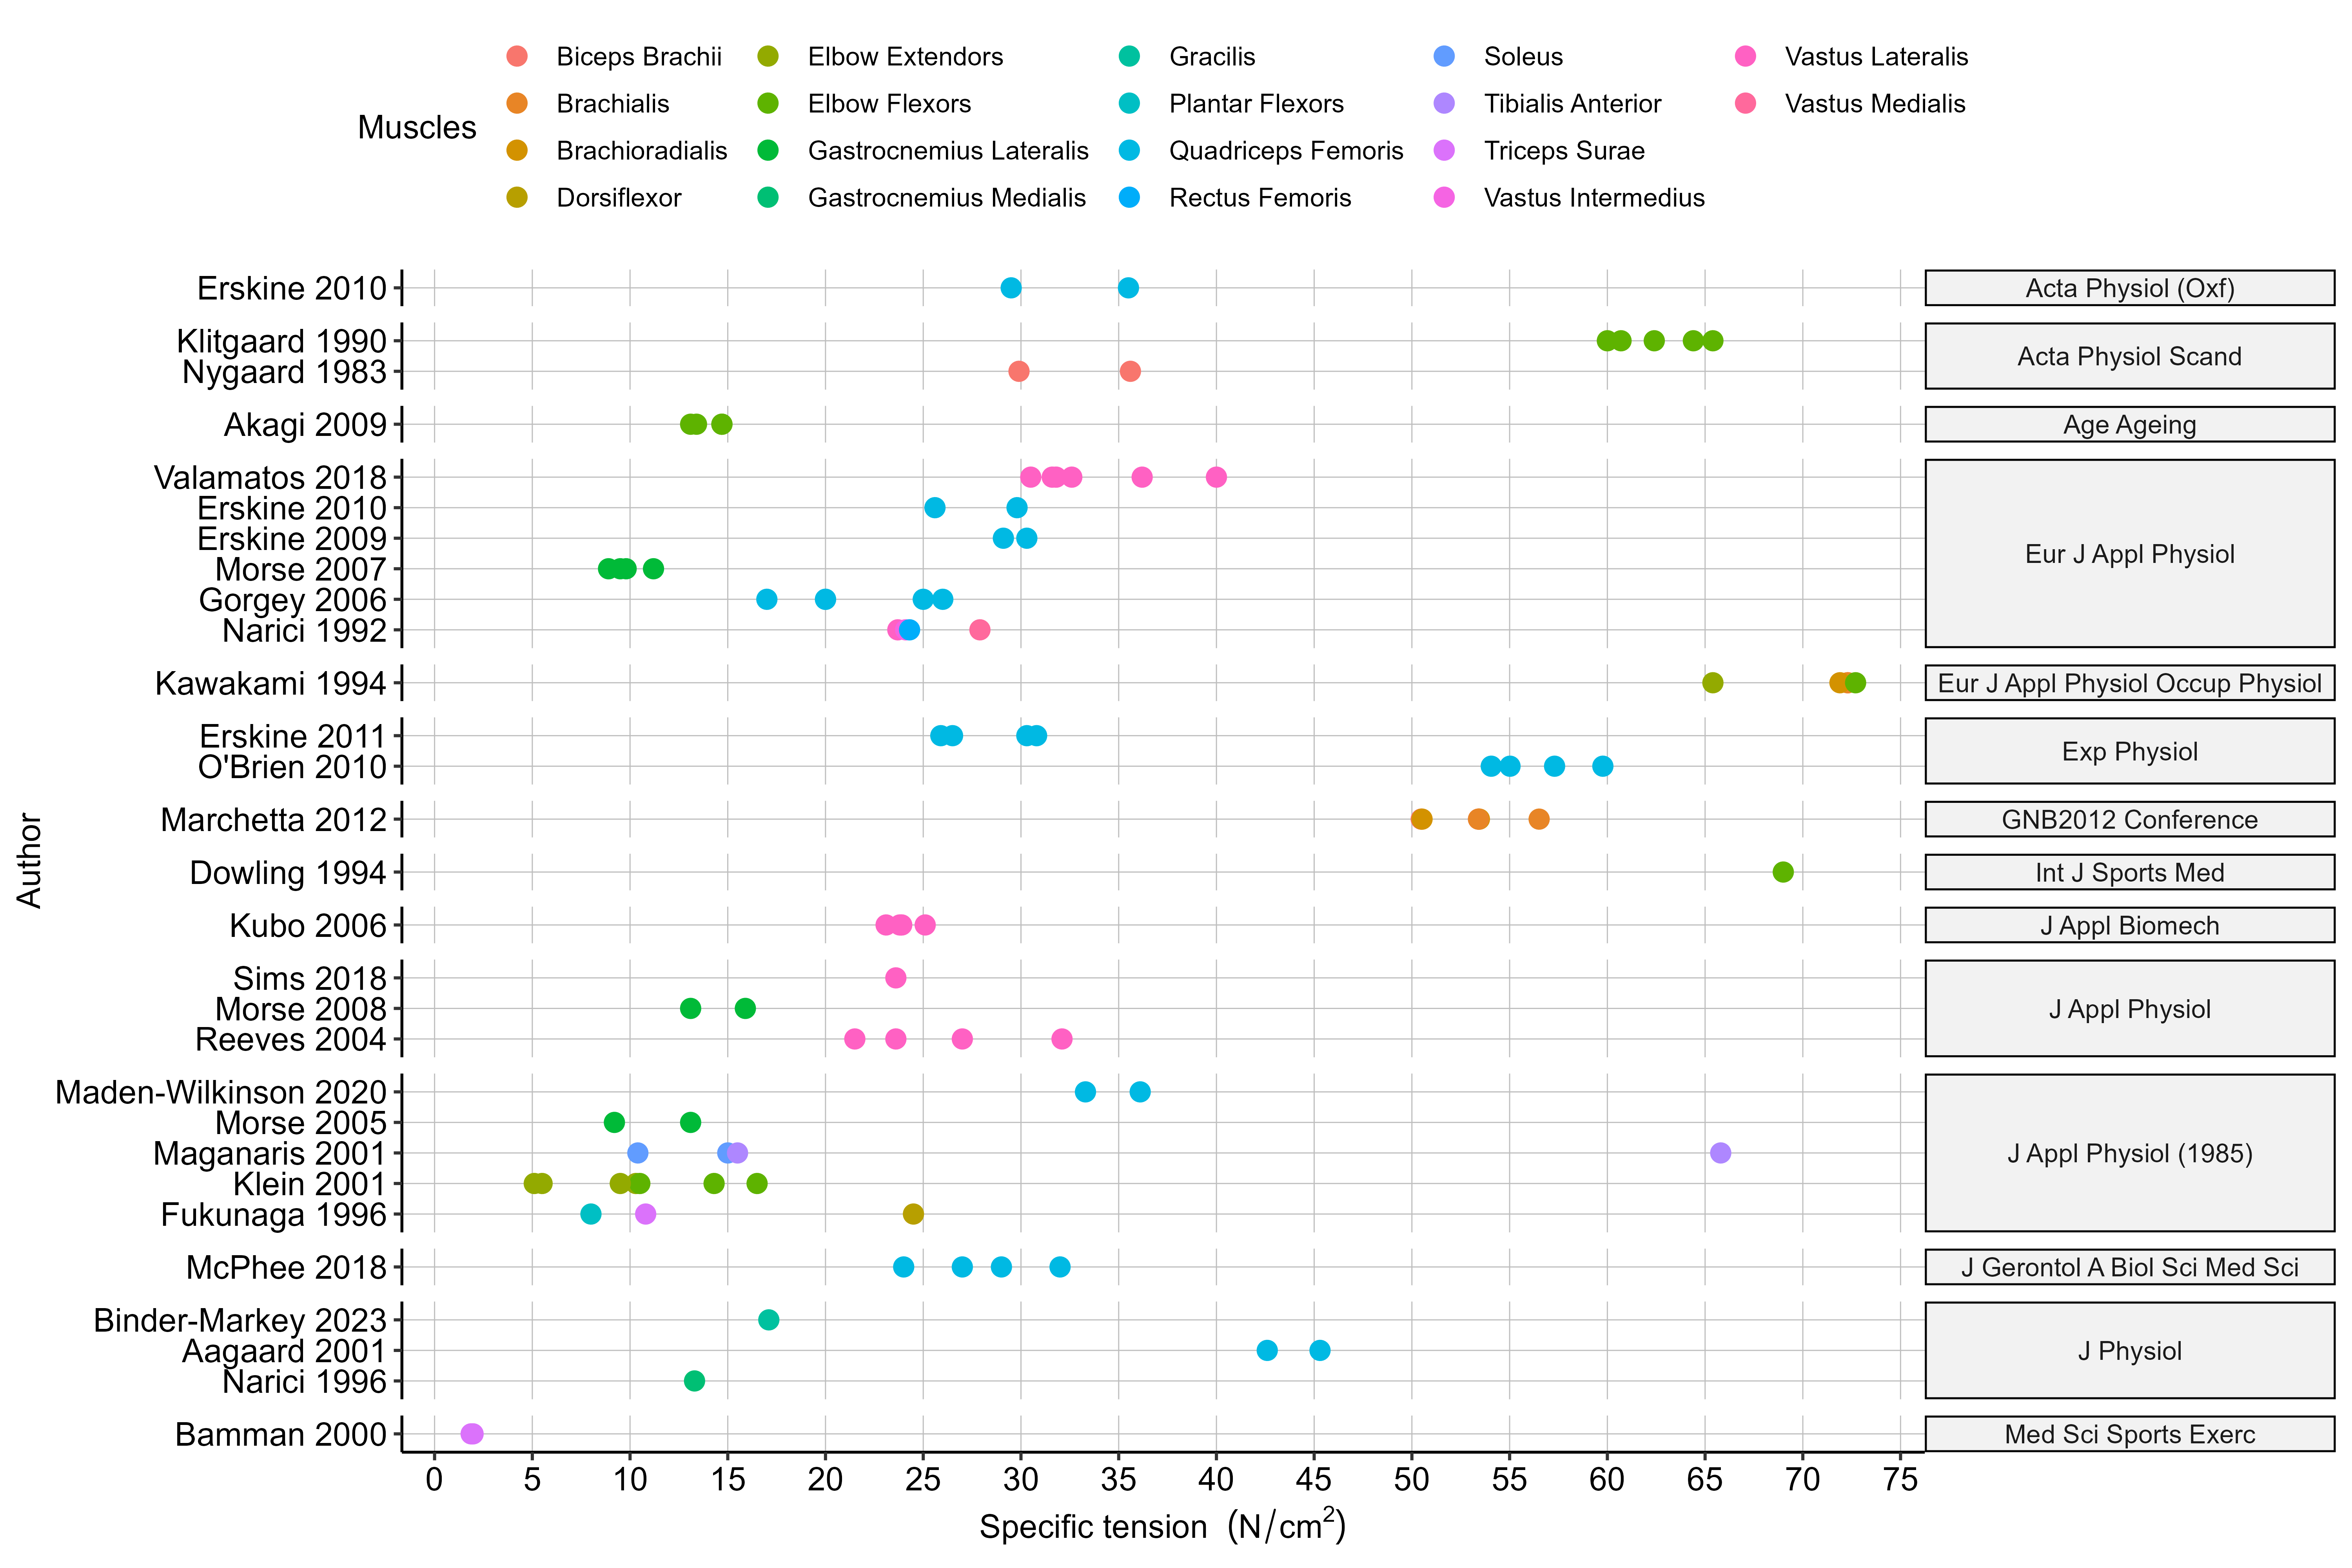 Muscles
Biceps Brachii
Brachialis
Brachioradialis
Dorsiflexor
Elbow Extendors
Elbow Flexors
Gastrocnemius Lateralis
Gastrocnemius Medialis
Gracilis
Plantar Flexors
Quadriceps Femoris
Rectus Femoris
Soleus
Tibialis Anterior
Triceps Surae
Vastus Intermedius
Vastus Lateralis
Vastus Medialis
Author
Erskine 2010
Acta Physiol (Oxf)
Klitgaard 1990
Nygaard 1983
Acta Physiol Scand
Akagi 2009
Age Ageing
Valamatos 2018
Erskine 2010
Erskine 2009
Morse 2007
Gorgey 2006
Narici 1992
Eur J Appl Physiol
Kawakami 1994
Eur J Appl Physiol Occup Physiol
Erskine 2011
O'Brien 2010
Exp Physiol
Marchetta 2012
GNB2012 Conference
Dowling 1994
Int J Sports Med
Kubo 2006
J Appl Biomech
Sims 2018
Morse 2008
Reeves 2004
J Appl Physiol
Maden-Wilkinson 2020
Morse 2005
Maganaris 2001
Klein 2001
Fukunaga 1996
J Appl Physiol (1985)
McPhee 2018
J Gerontol A Biol Sci Med Sci
Binder-Markey 2023
Aagaard 2001
Narici 1996
J Physiol
Bamman 2000
Med Sci Sports Exerc
0 5 10 15 20 25 30 35 40 45 50 55 60 65 70 75
Specific tension (N/cm²)